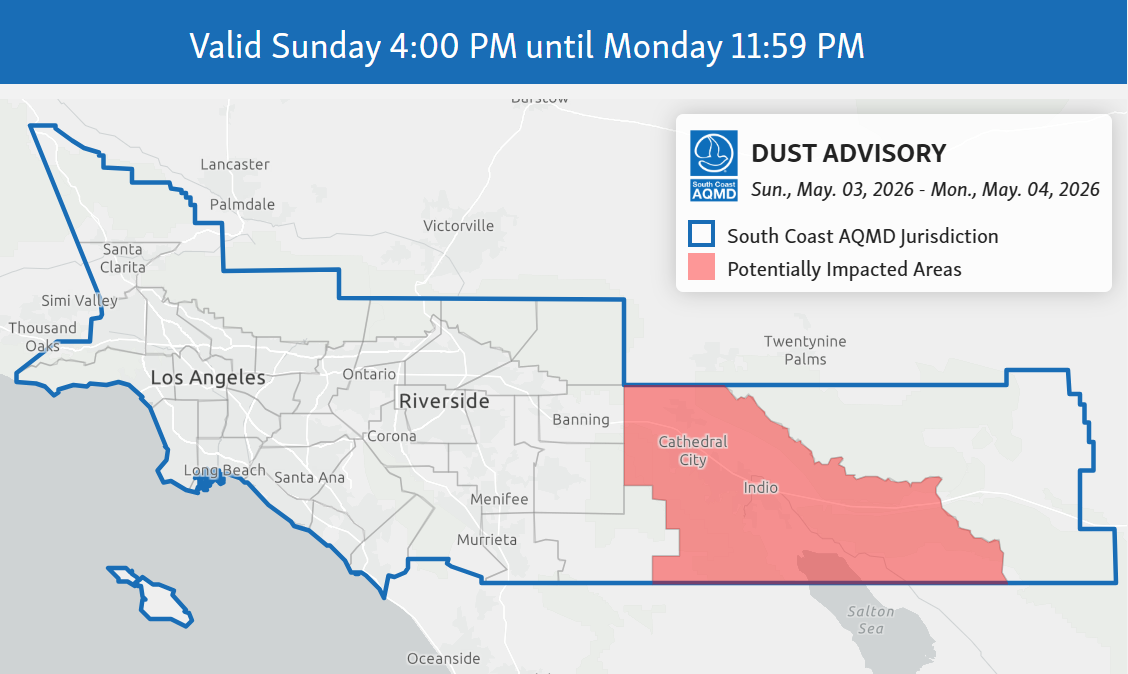 Valid Sunday 4:00 PM until Monday 11:59 PM
Barstow
South Coast
AQMD
DUST ADVISORY
Sun., May. 03, 2026 - Mon., May. 04, 2026
South Coast AQMD Jurisdiction
Potentially Impacted Areas
Lancaster
Palmdale
Victorville
Santa
Clarita
Simi Valley
Thousand
Oaks
Twentynine
Palms
Los Angeles
Ontario
Riverside
Banning
Corona
Cathedral
City
Long Beach
Santa Ana
Indio
Menifee
Murrieta
Salton
Sea
Oceanside